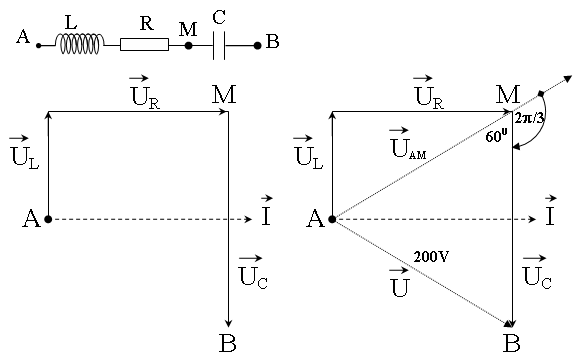 A L R M C B
U_R M
U_L
A I
U_C
B
U_R M
U_L U_AM 60⁰ 2π/3
A I
200V
U U_C
B